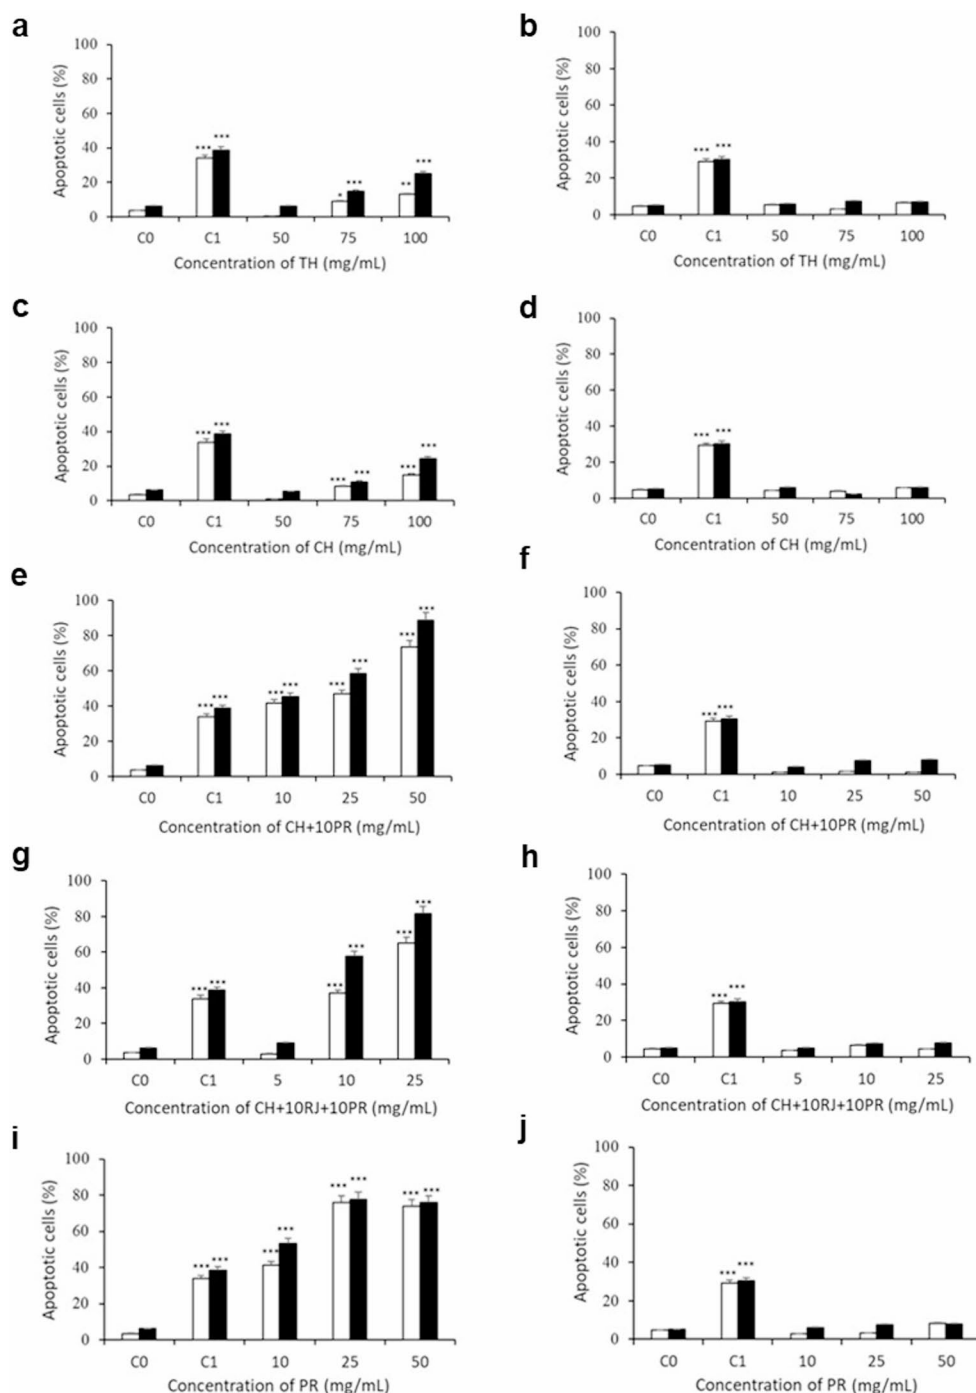 a
100
80
60
40
20
0
Apoptotic cells (%)
*** ***
* ***
** ***
C0 C1 50 75 100
Concentration of TH (mg/mL)
b
100
80
60
40
20
0
Apoptotic cells (%)
*** ***
C0 C1 50 75 100
Concentration of TH (mg/mL)
c
100
80
60
40
20
0
Apoptotic cells (%)
*** ***
*** ***
*** ***
C0 C1 50 75 100
Concentration of CH (mg/mL)
d
100
80
60
40
20
0
Apoptotic cells (%)
*** ***
C0 C1 50 75 100
Concentration of CH (mg/mL)
e
100
80
60
40
20
0
Apoptotic cells (%)
*** ***
*** ***
*** ***
*** ***
C0 C1 10 25 50
Concentration of CH+10PR (mg/mL)
f
100
80
60
40
20
0
Apoptotic cells (%)
*** ***
C0 C1 10 25 50
Concentration of CH+10PR (mg/mL)
g
100
80
60
40
20
0
Apoptotic cells (%)
*** ***
*** ***
*** ***
C0 C1 5 10 25
Concentration of CH+10RJ+10PR (mg/mL)
h
100
80
60
40
20
0
Apoptotic cells (%)
*** ***
C0 C1 5 10 25
Concentration of CH+10RJ+10PR (mg/mL)
i
100
80
60
40
20
0
Apoptotic cells (%)
*** ***
*** ***
*** ***
*** ***
C0 C1 10 25 50
Concentration of PR (mg/mL)
j
100
80
60
40
20
0
Apoptotic cells (%)
*** ***
C0 C1 10 25 50
Concentration of PR (mg/mL)